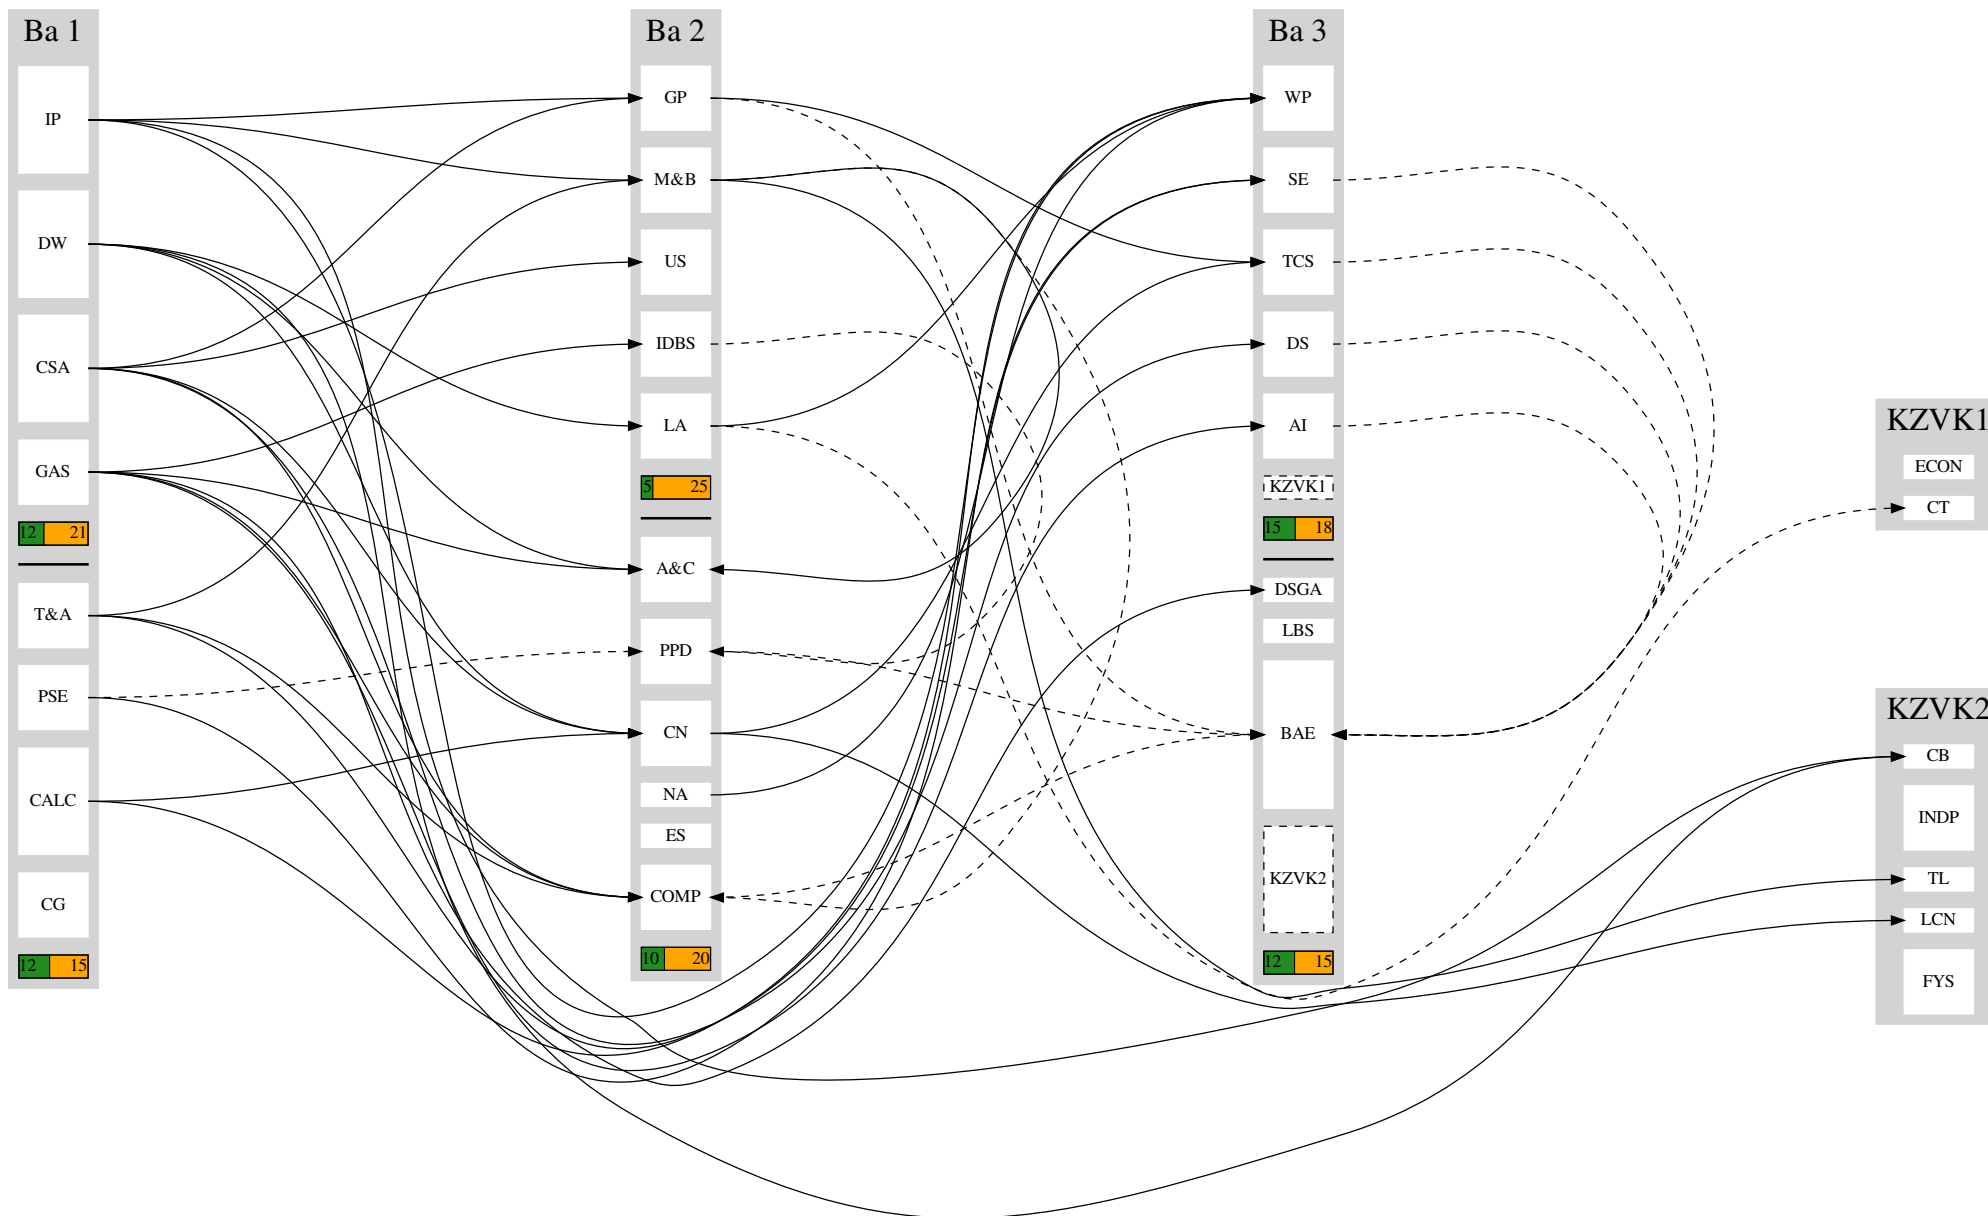 Ba 1
IP
DW
CSA
GAS
12 21
T&A
PSE
CALC
CG
12 15
Ba 2
GP
M&B
US
IDBS
LA
5 25
A&C
PPD
CN
NA
ES
COMP
10 20
Ba 3
WP
SE
TCS
DS
AI
KZVK1
15 18
DSGA
LBS
BAE
KZVK2
12 15
KZVK1
ECON
CT
KZVK2
CB
INDP
TL
LCN
FYS